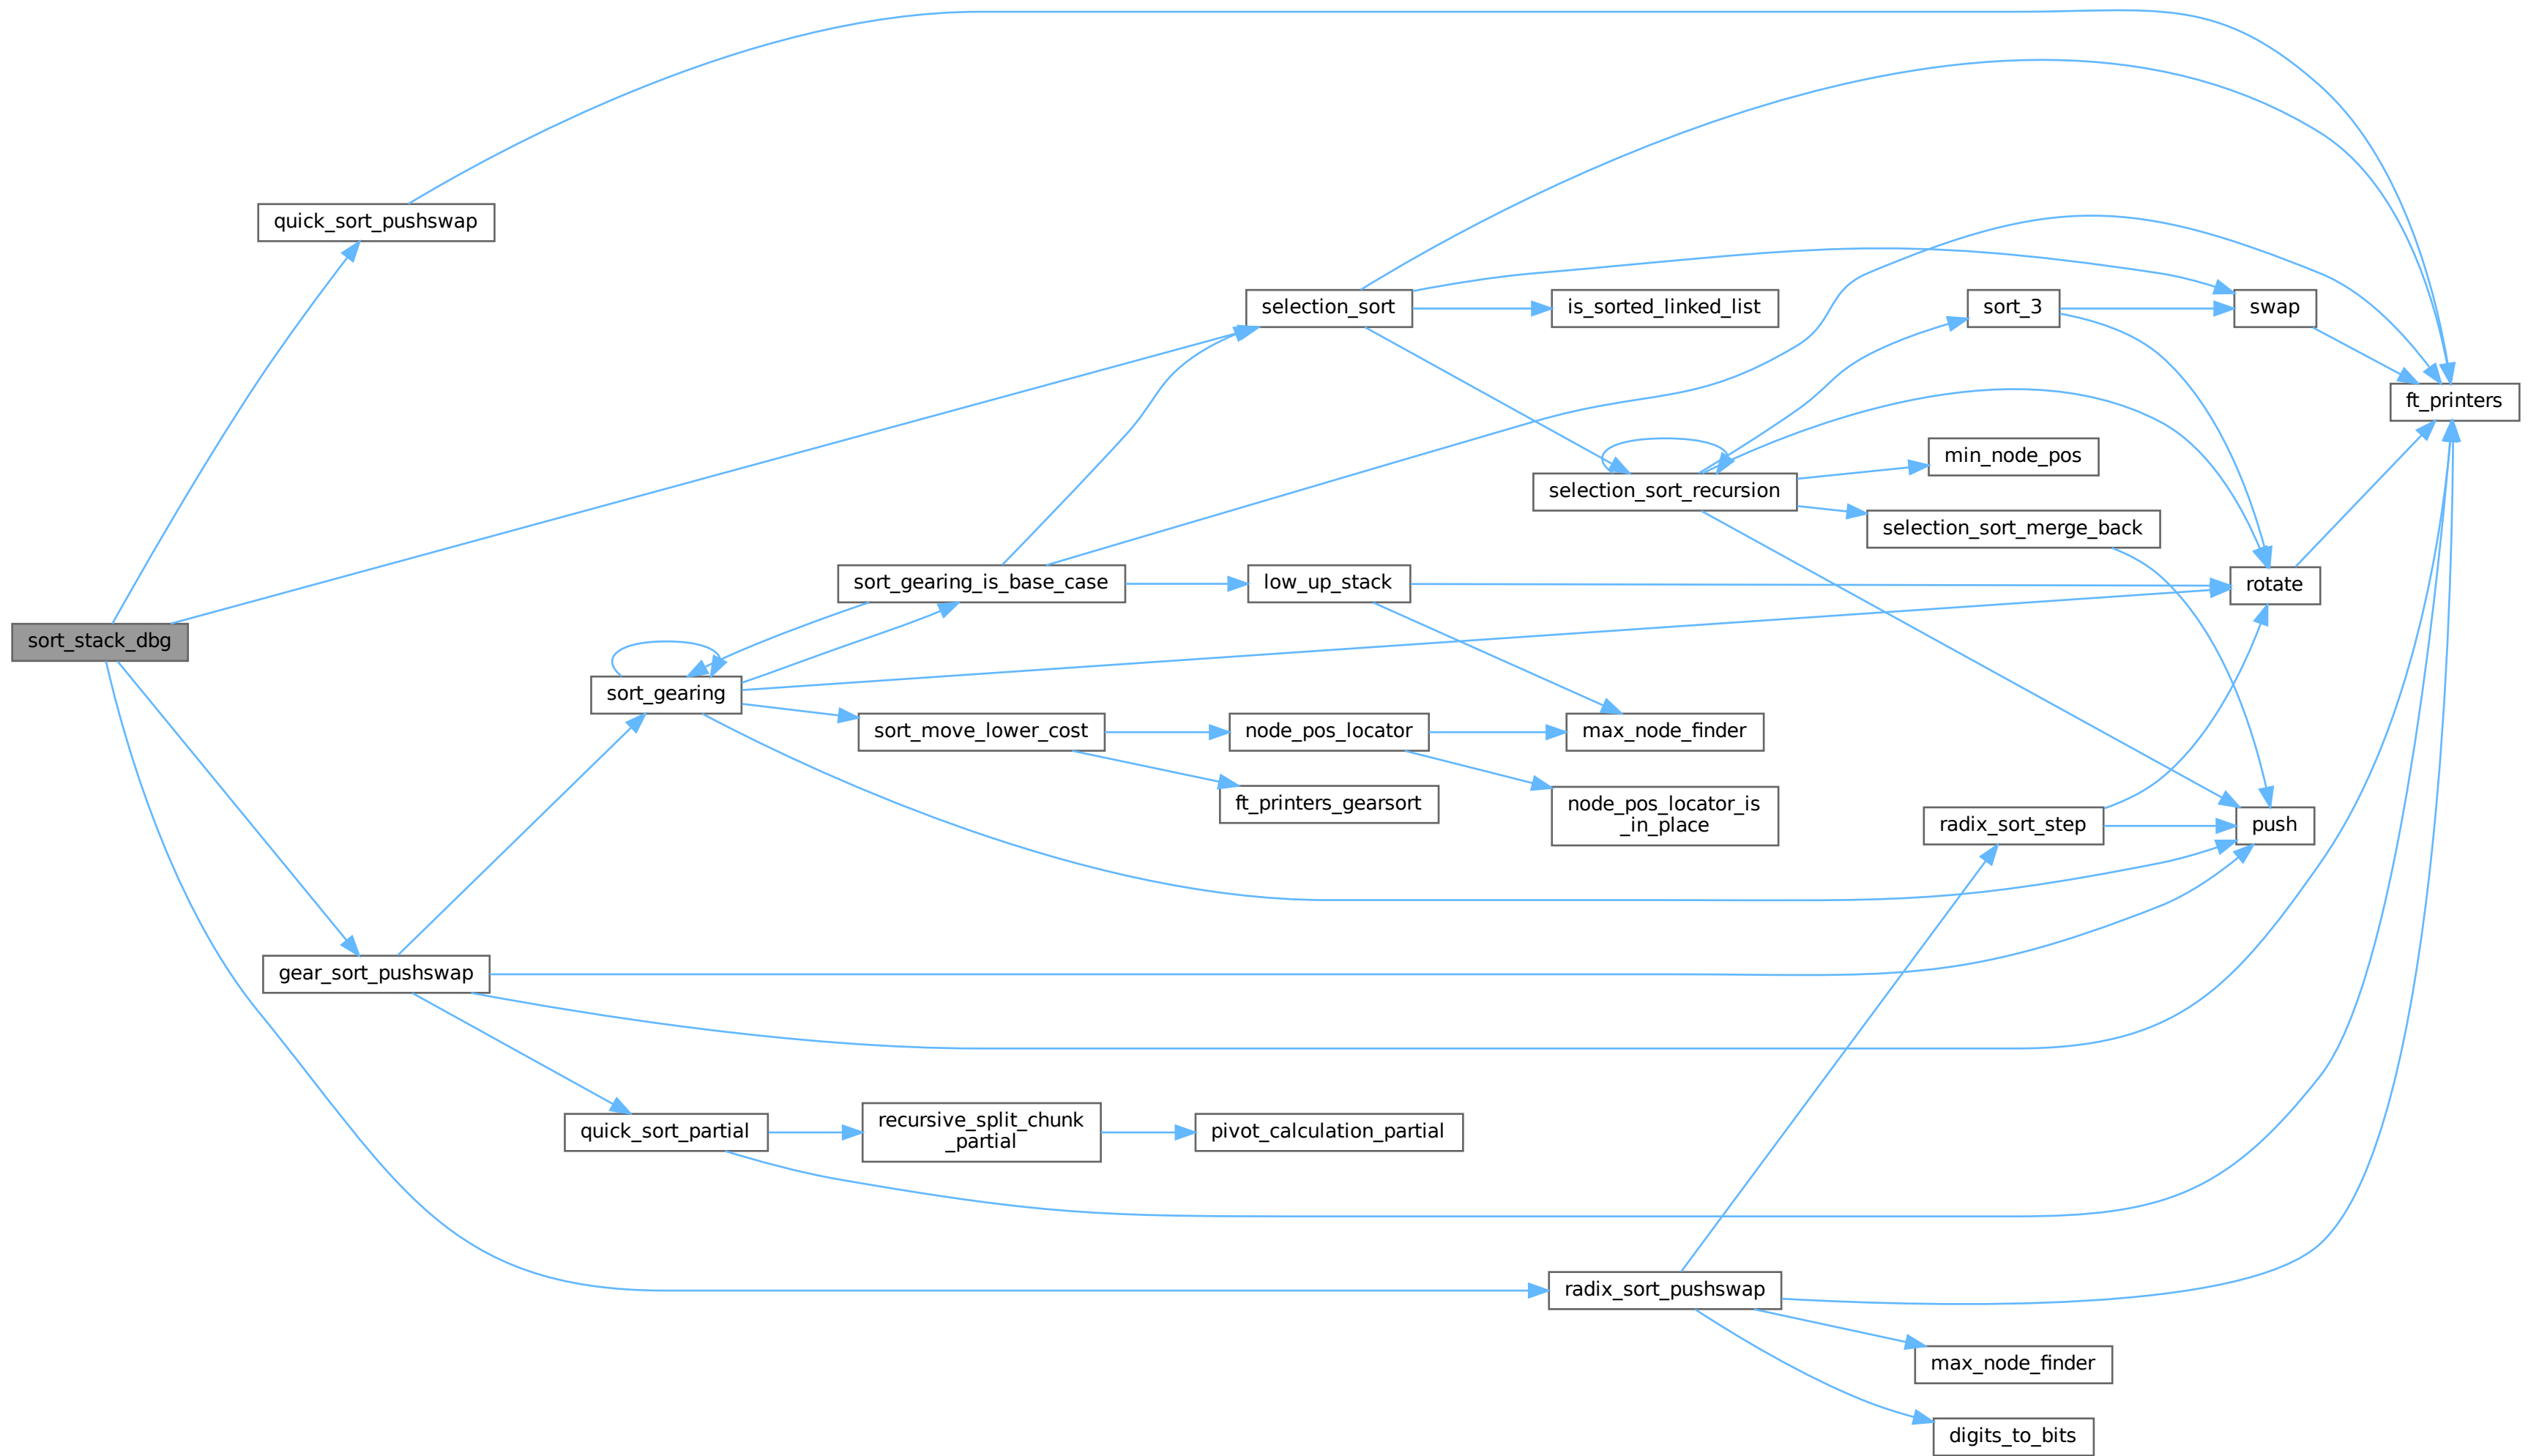 quick_sort_pushswap
selection_sort
is_sorted_linked_list
sort_3
swap
ft_printers
min_node_pos
selection_sort_recursion
selection_sort_merge_back
sort_gearing_is_base_case
low_up_stack
rotate
sort_stack_dbg
sort_gearing
sort_move_lower_cost
node_pos_locator
max_node_finder
ft_printers_gearsort
node_pos_locator_is
_in_place
radix_sort_step
push
gear_sort_pushswap
quick_sort_partial
recursive_split_chunk
_partial
pivot_calculation_partial
radix_sort_pushswap
max_node_finder
digits_to_bits